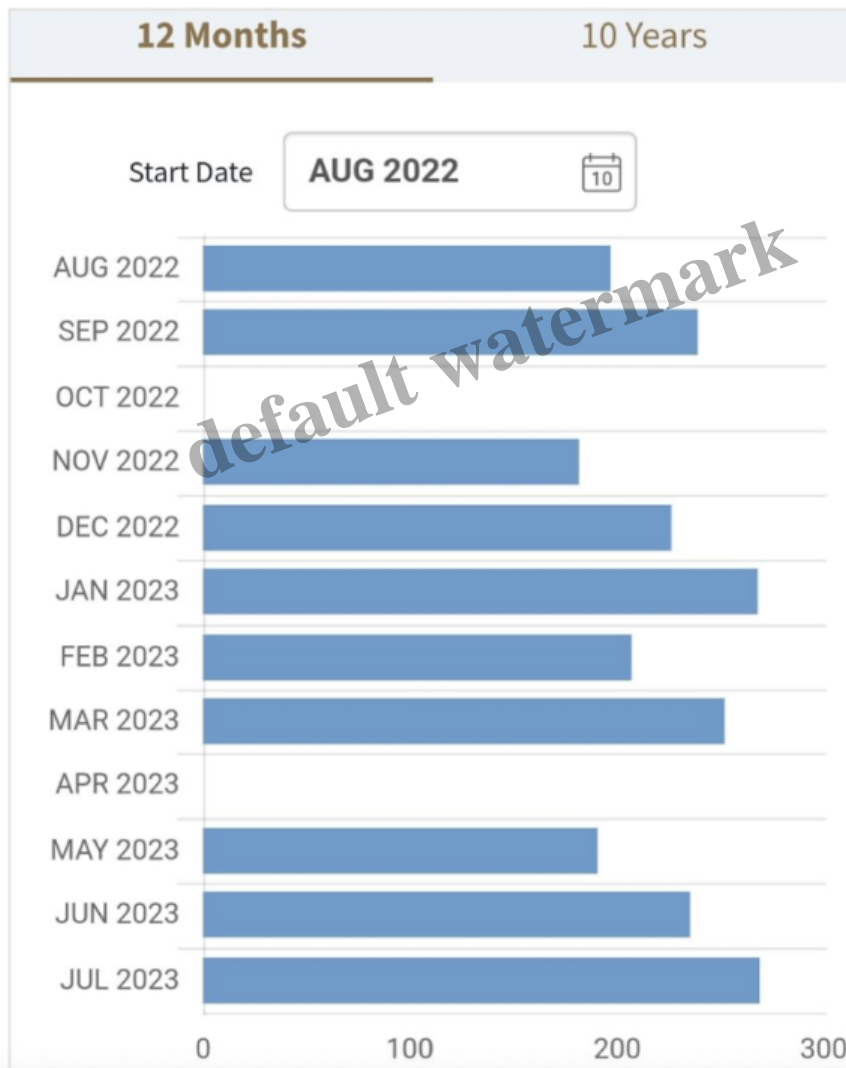 12 Months 10 Years
Start Date AUG 2022 10
AUG 2022
SEP 2022
OCT 2022
NOV 2022
DEC 2022
JAN 2023
FEB 2023
MAR 2023
APR 2023
MAY 2023
JUN 2023
JUL 2023
0 100 200 300
default watermark